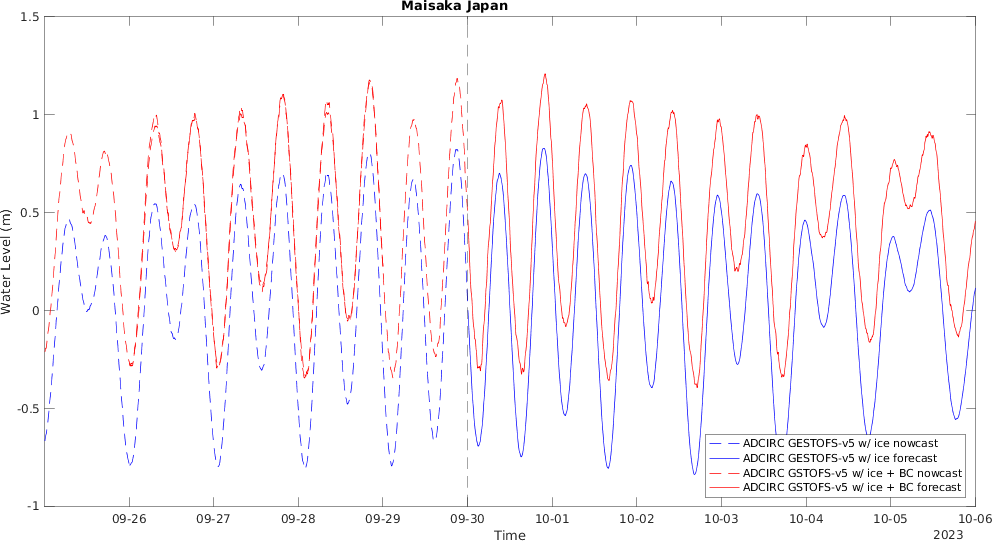 Maisaka Japan
1.5
1
0.5
0
-0.5
-1
Water Level (m)
09-26 09-27 09-28 09-29 09-30 10-01 10-02 10-03 10-04 10-05 10-06
Time
2023
ADCIRC GESTOFS-v5 w/ ice nowcast
ADCIRC GESTOFS-v5 w/ ice forecast
ADCIRC GSTOFS-v5 w/ ice + BC nowcast
ADCIRC GSTOFS-v5 w/ ice + BC forecast